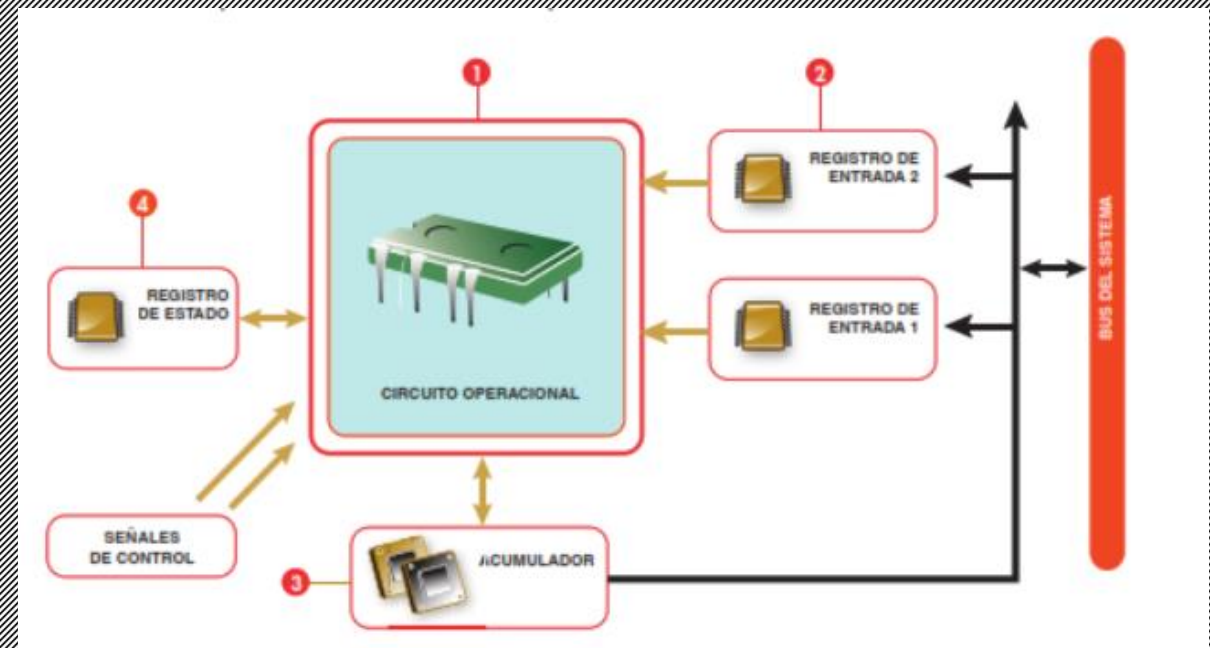 1
2
REGISTRO DE
ENTRADA 2
4
REGISTRO
DE ESTADO
REGISTRO DE
ENTRADA 1
BUS DEL SISTEMA
CIRCUITO OPERACIONAL
SEÑALES
DE CONTROL
ACUMULADOR
3